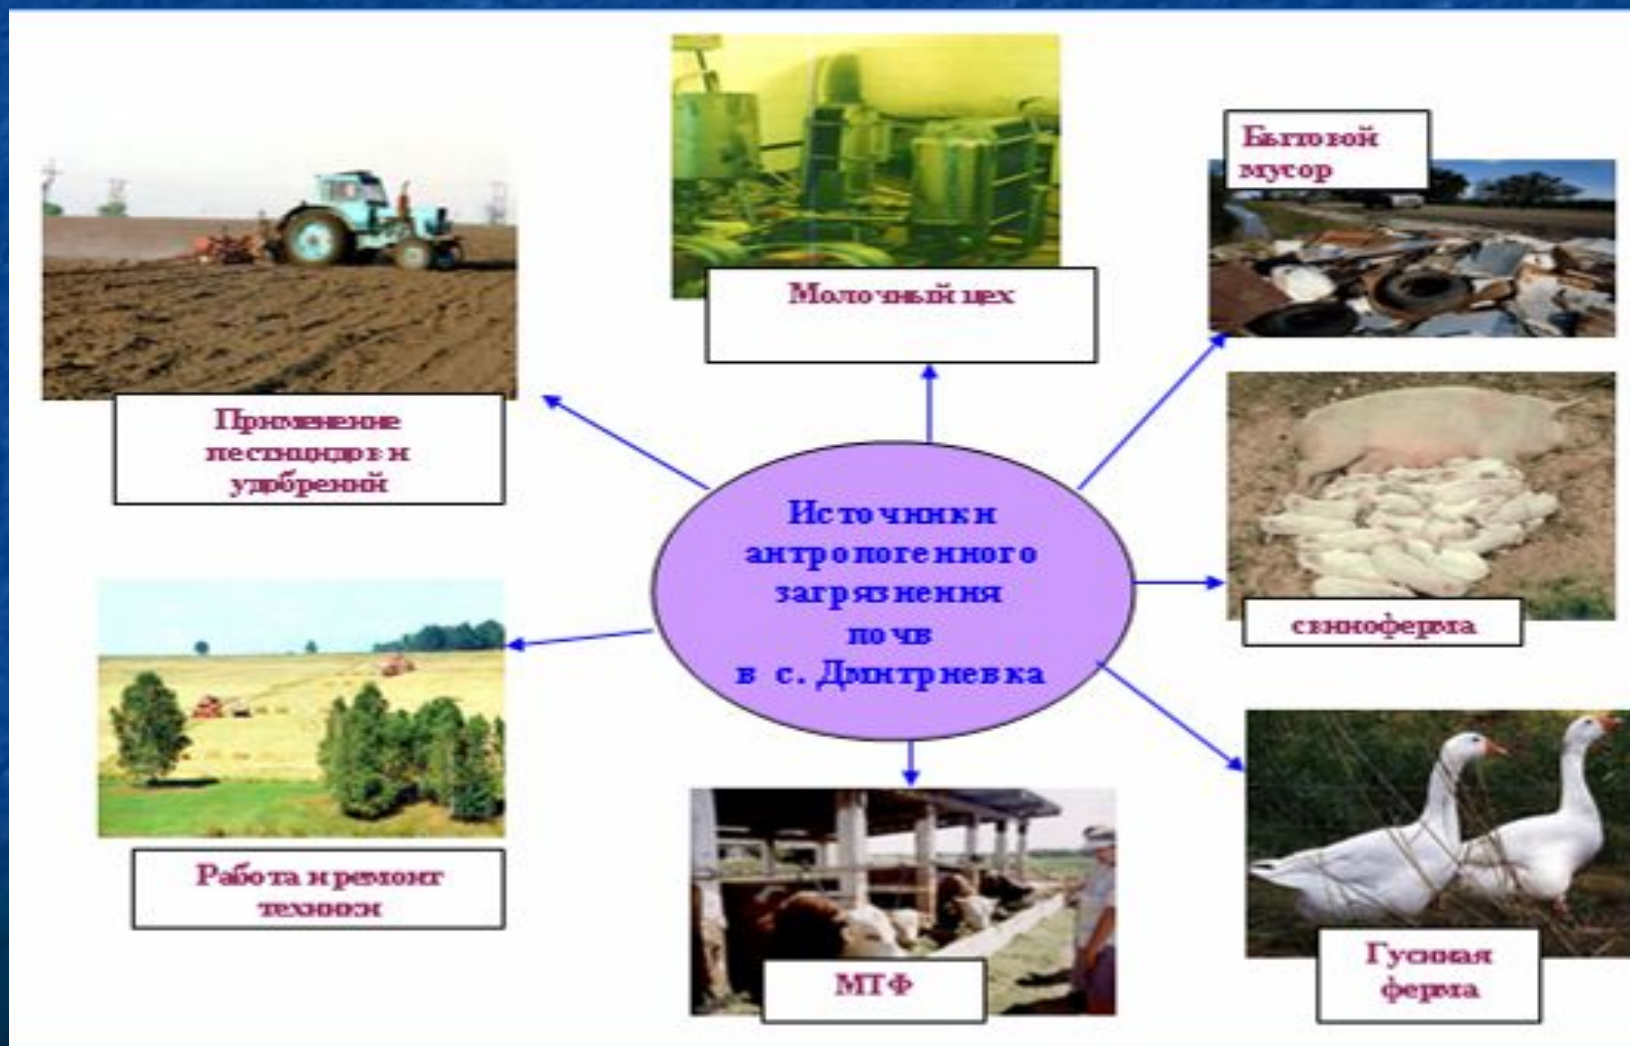 Бытовой
мусор
Молочный цех
Применение
пестицидов и
удобрений
Источники
антропогенного
загрязнения
почв
в с. Дмитриевка
свиноферма
Работа и ремонт
техники
МТФ
Гусиная
ферма